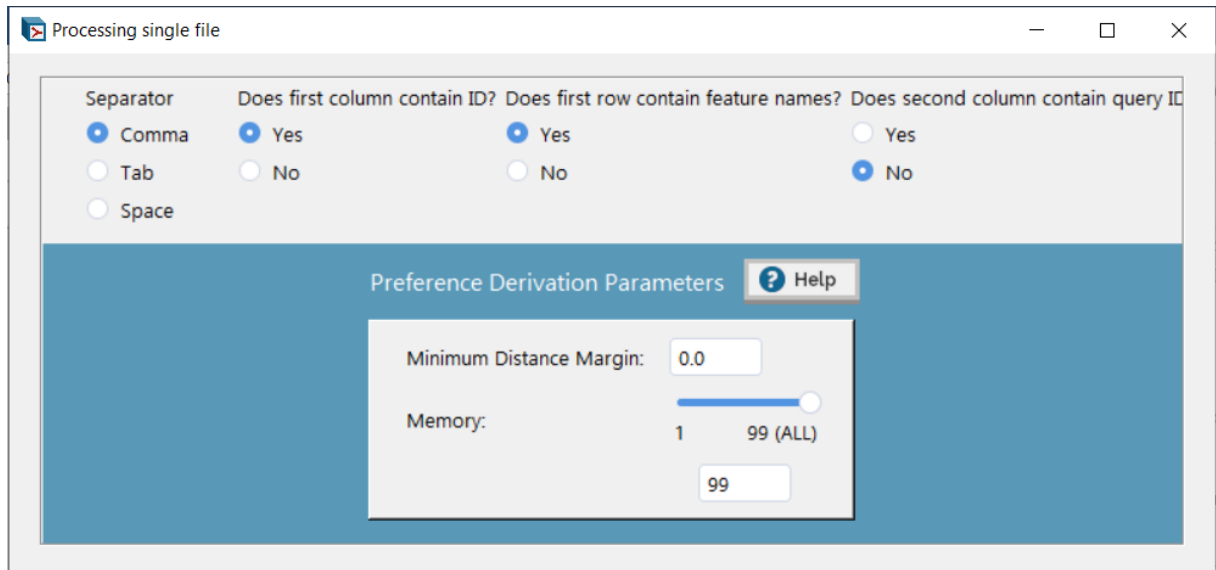 Processing single file
Separator Does first column contain ID? Does first row contain feature names? Does second column contain query ID
Comma Yes Yes Yes
Tab No No No
Space
Preference Derivation Parameters Help
Minimum Distance Margin: 0.0
Memory:
1 99 (ALL)
99